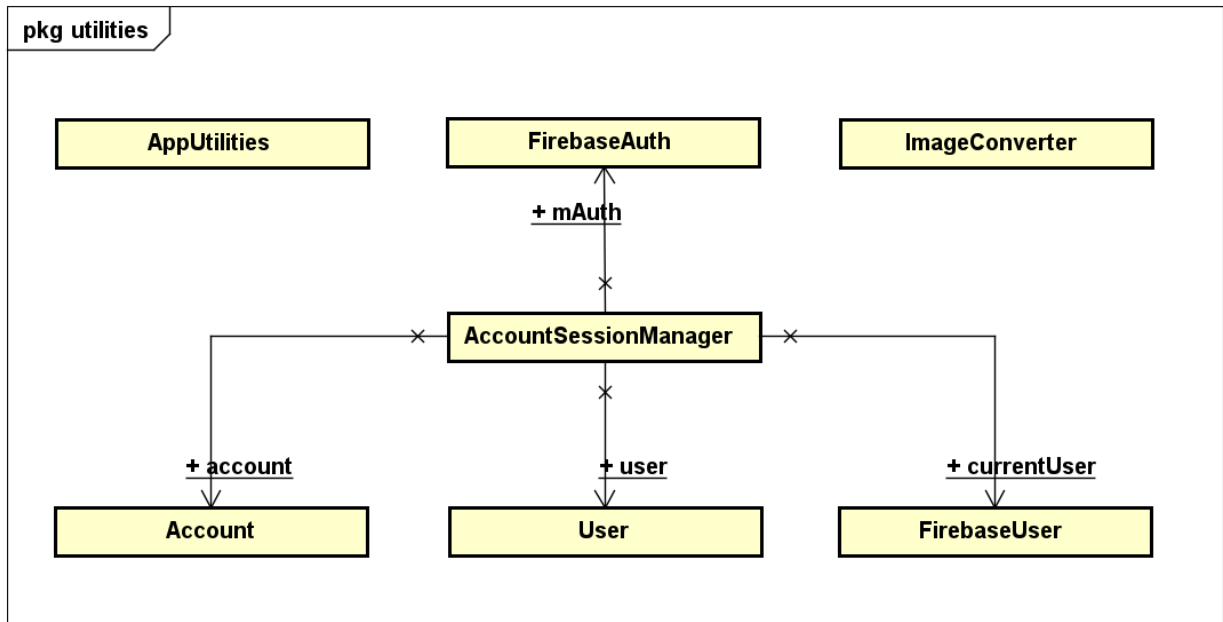 pkg utilities
AppUtilities
FirebaseAuth
ImageConverter
+ mAuth
AccountSessionManager
+ account
+ user
+ currentUser
Account
User
FirebaseUser